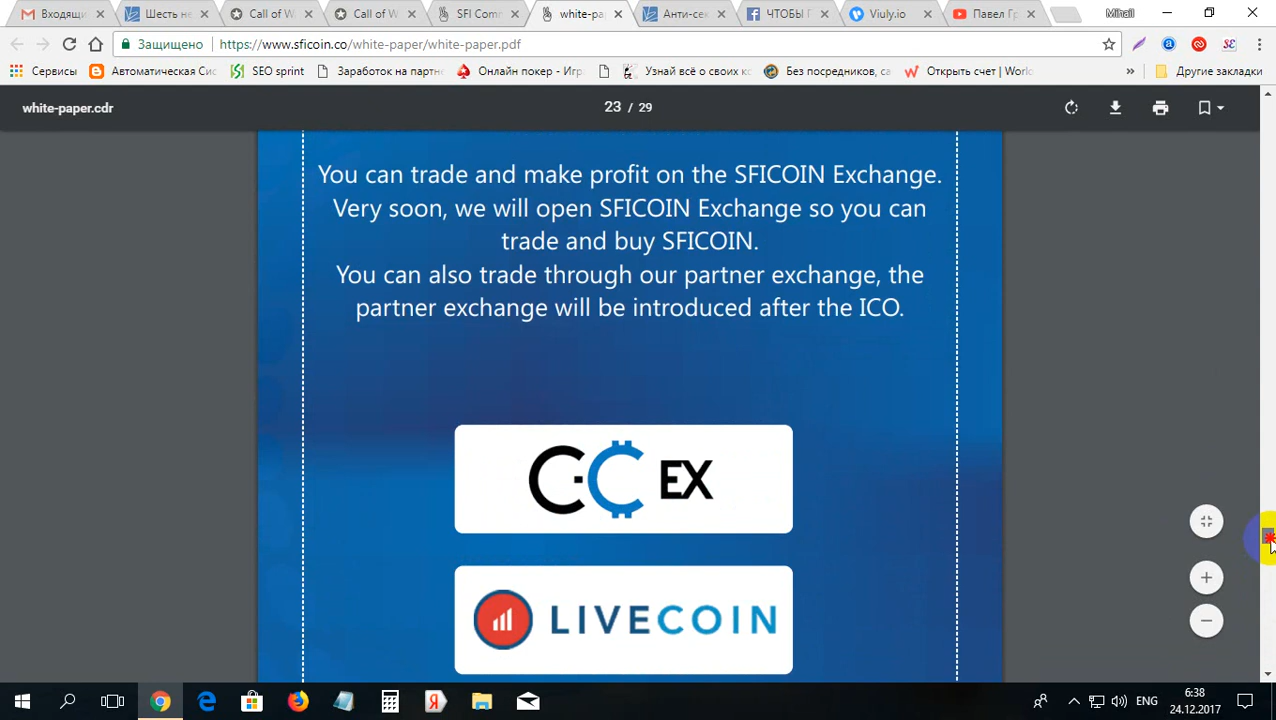 Входящи
Шесть не
Call of W
Call of W
SFI Comm
white-pa
Анти-сек
ЧТОБЫ Г
Viuly.io
Павел Гр
Mihail
Защищено
https://www.sficoin.co/white-paper/white-paper.pdf
Сервисы
Автоматическая Сис
SEO sprint
Заработок на партне
Онлайн покер - Игра
Узнай всё о своих кс
Без посредников, са
Открыть счет | Worl
»
Другие закладки
white-paper.cdr
23 / 29
You can trade and make profit on the SFICOIN Exchange.
Very soon, we will open SFICOIN Exchange so you can
trade and buy SFICOIN.
You can also trade through our partner exchange, the
partner exchange will be introduced after the ICO.
C-C EX
LIVECOIN
ENG
6:38
24.12.2017